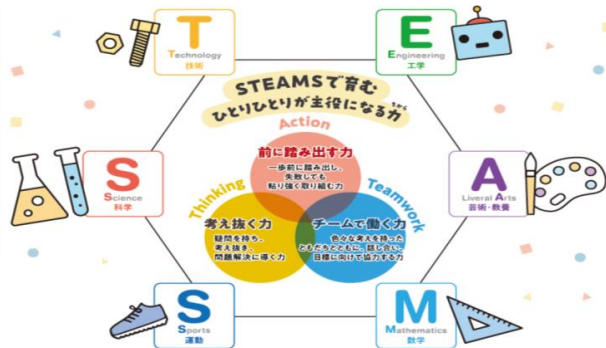 T
Technology
技術
E
Engineering
工学
STEAMSで育む
ひとりひとりが主役になる力
ちから
Action
前に踏み出す力
一歩前に踏み出し、
失敗しても
粘り強く取り組む力
S
Science
科学
A
Liveral Arts
芸術・教養
Thinking
考え抜く力
疑問を持ち、
考え抜き、
問題解決に導く力
Teamwork
チームで働く力
色々な考えを持った
ともだちとともに、話し合い、
目標に向けて協力する力
S
Sports
運動
M
Mathematics
数学